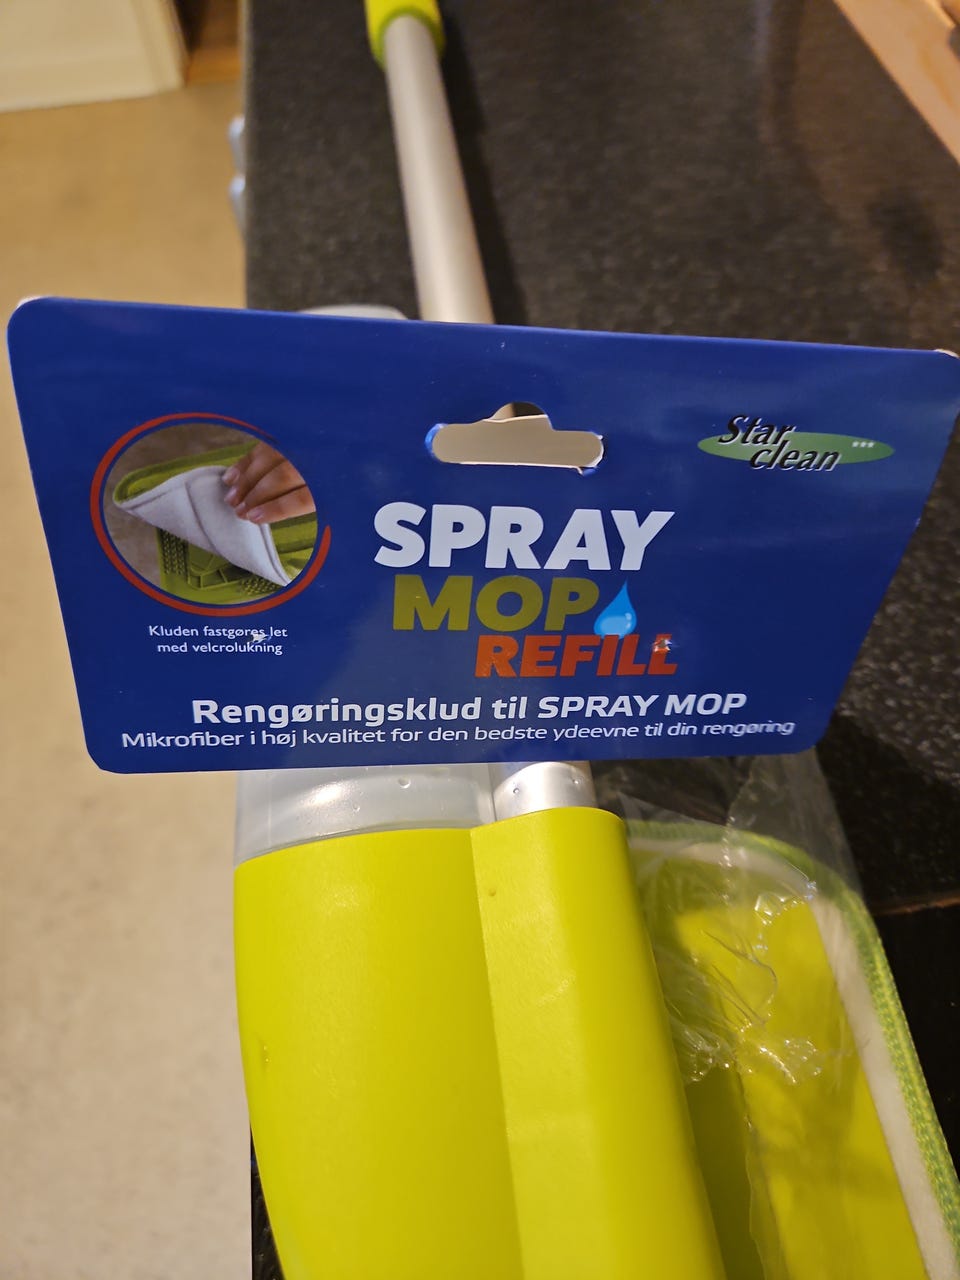 Star
clean
SPRAY
MOP
REFILL
Kluden fastgøres let
med velcrolukning
Rengøringsklud til SPRAY MOP
Mikrofiber i høj kvalitet for den bedste ydeevne til din rengøring